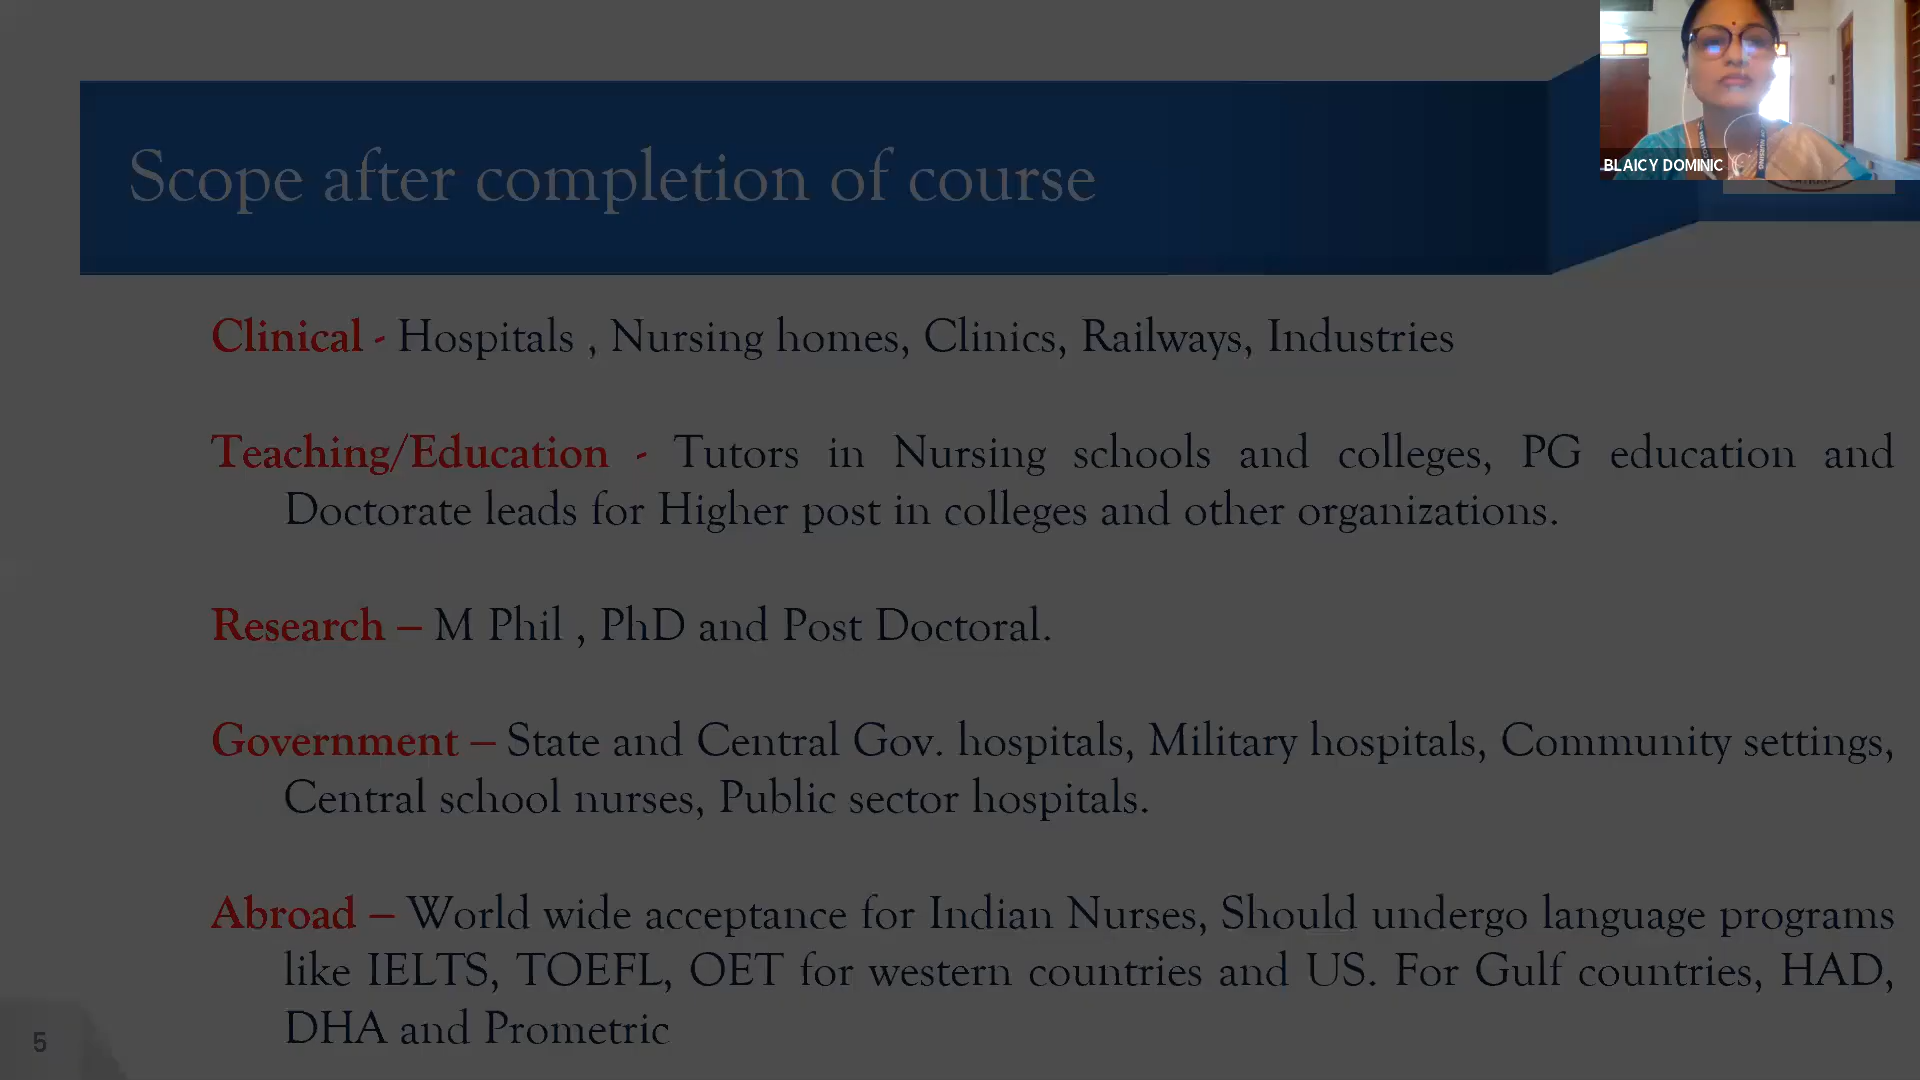 BLAICY DOMINIC
Scope after completion of course
Clinical - Hospitals , Nursing homes, Clinics, Railways, Industries
Teaching/Education - Tutors in Nursing schools and colleges, PG education and
Doctorate leads for Higher post in colleges and other organizations.
Research – M Phil , PhD and Post Doctoral.
Government – State and Central Gov. hospitals, Military hospitals, Community settings,
Central school nurses, Public sector hospitals.
Abroad – World wide acceptance for Indian Nurses, Should undergo language programs
like IELTS, TOEFL, OET for western countries and US. For Gulf countries, HAD,
DHA and Prometric
5